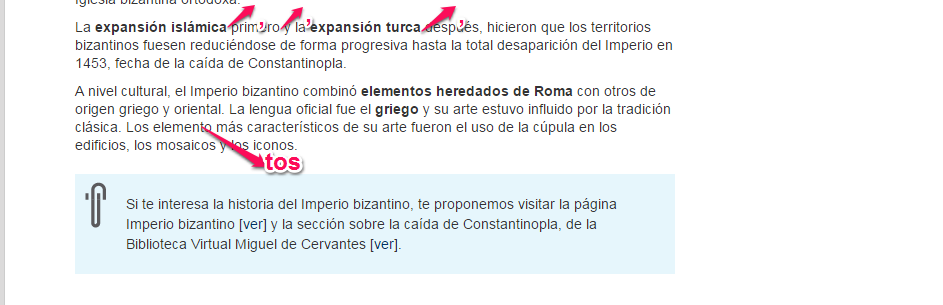 Iglesia bizantina ortodoxa.
, , ,
La expansión islámica primero y la expansión turca después, hicieron que los territorios
bizantinos fuesen reduciéndose de forma progresiva hasta la total desaparición del Imperio en
1453, fecha de la caída de Constantinopla.
A nivel cultural, el Imperio bizantino combinó elementos heredados de Roma con otros de
origen griego y oriental. La lengua oficial fue el griego y su arte estuvo influido por la tradición
clásica. Los elemento más característicos de su arte fueron el uso de la cúpula en los
edificios, los mosaicos y los iconos.
tos
Si te interesa la historia del Imperio bizantino, te proponemos visitar la página
Imperio bizantino [ver] y la sección sobre la caída de Constantinopla, de la
Biblioteca Virtual Miguel de Cervantes [ver].